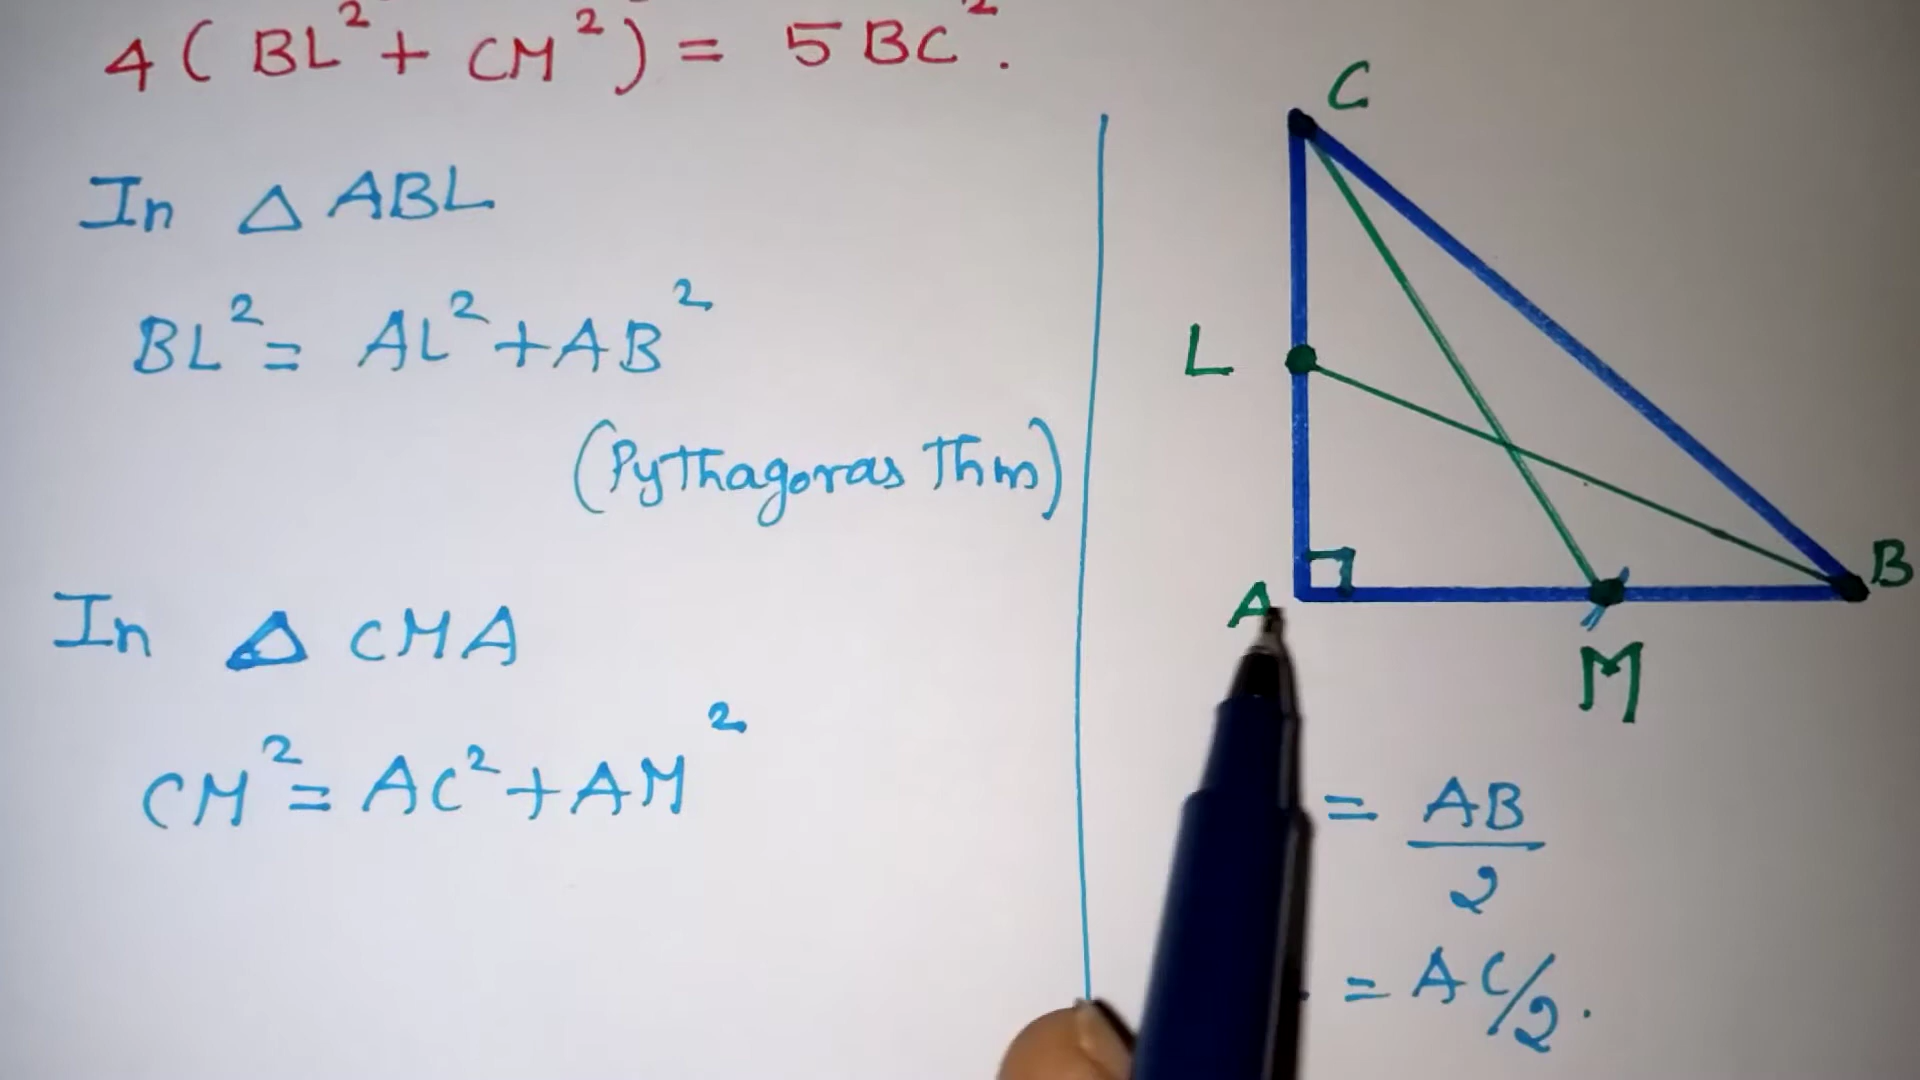 4 ( BL² + CM² ) = 5 BC² .
In △ ABL
BL² = AL² + AB²
(Pythagoras Thm)
In △ CMA
CM² = AC² + AM²
C
L
A
B
M
= AB/2
= AC/2 .